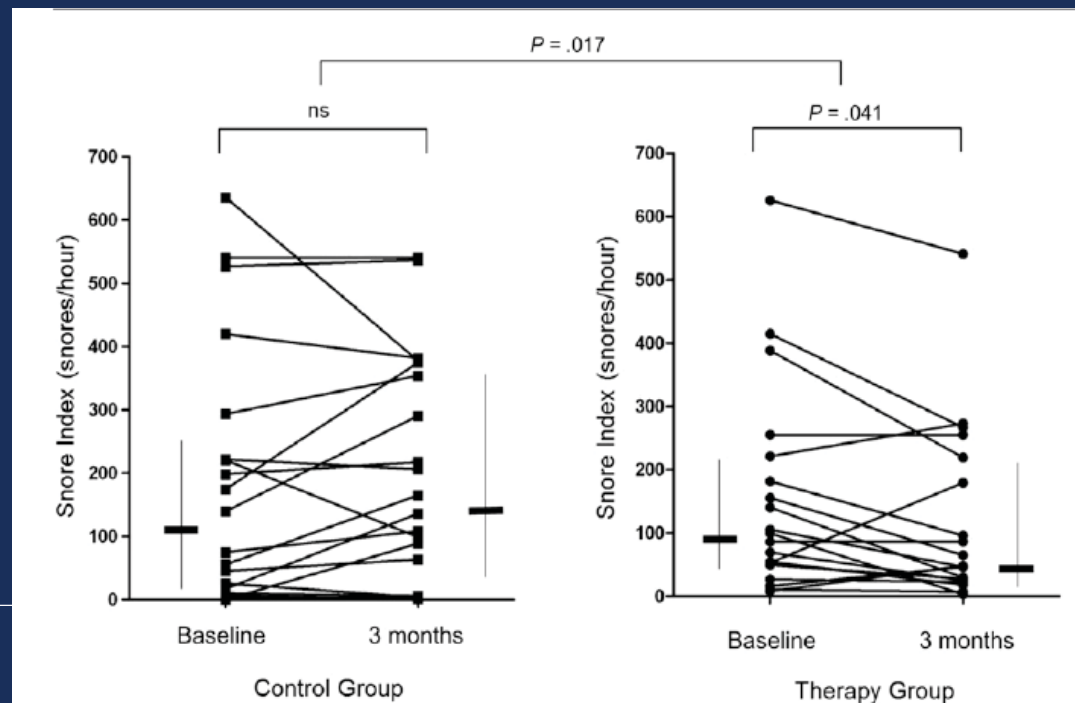 P = .017
ns
P = .041
700
600
500
400
300
200
100
0
Snore Index (snores/hour)
Baseline
3 months
Control Group
700
600
500
400
300
200
100
0
Snore Index (snores/hour)
Baseline
3 months
Therapy Group